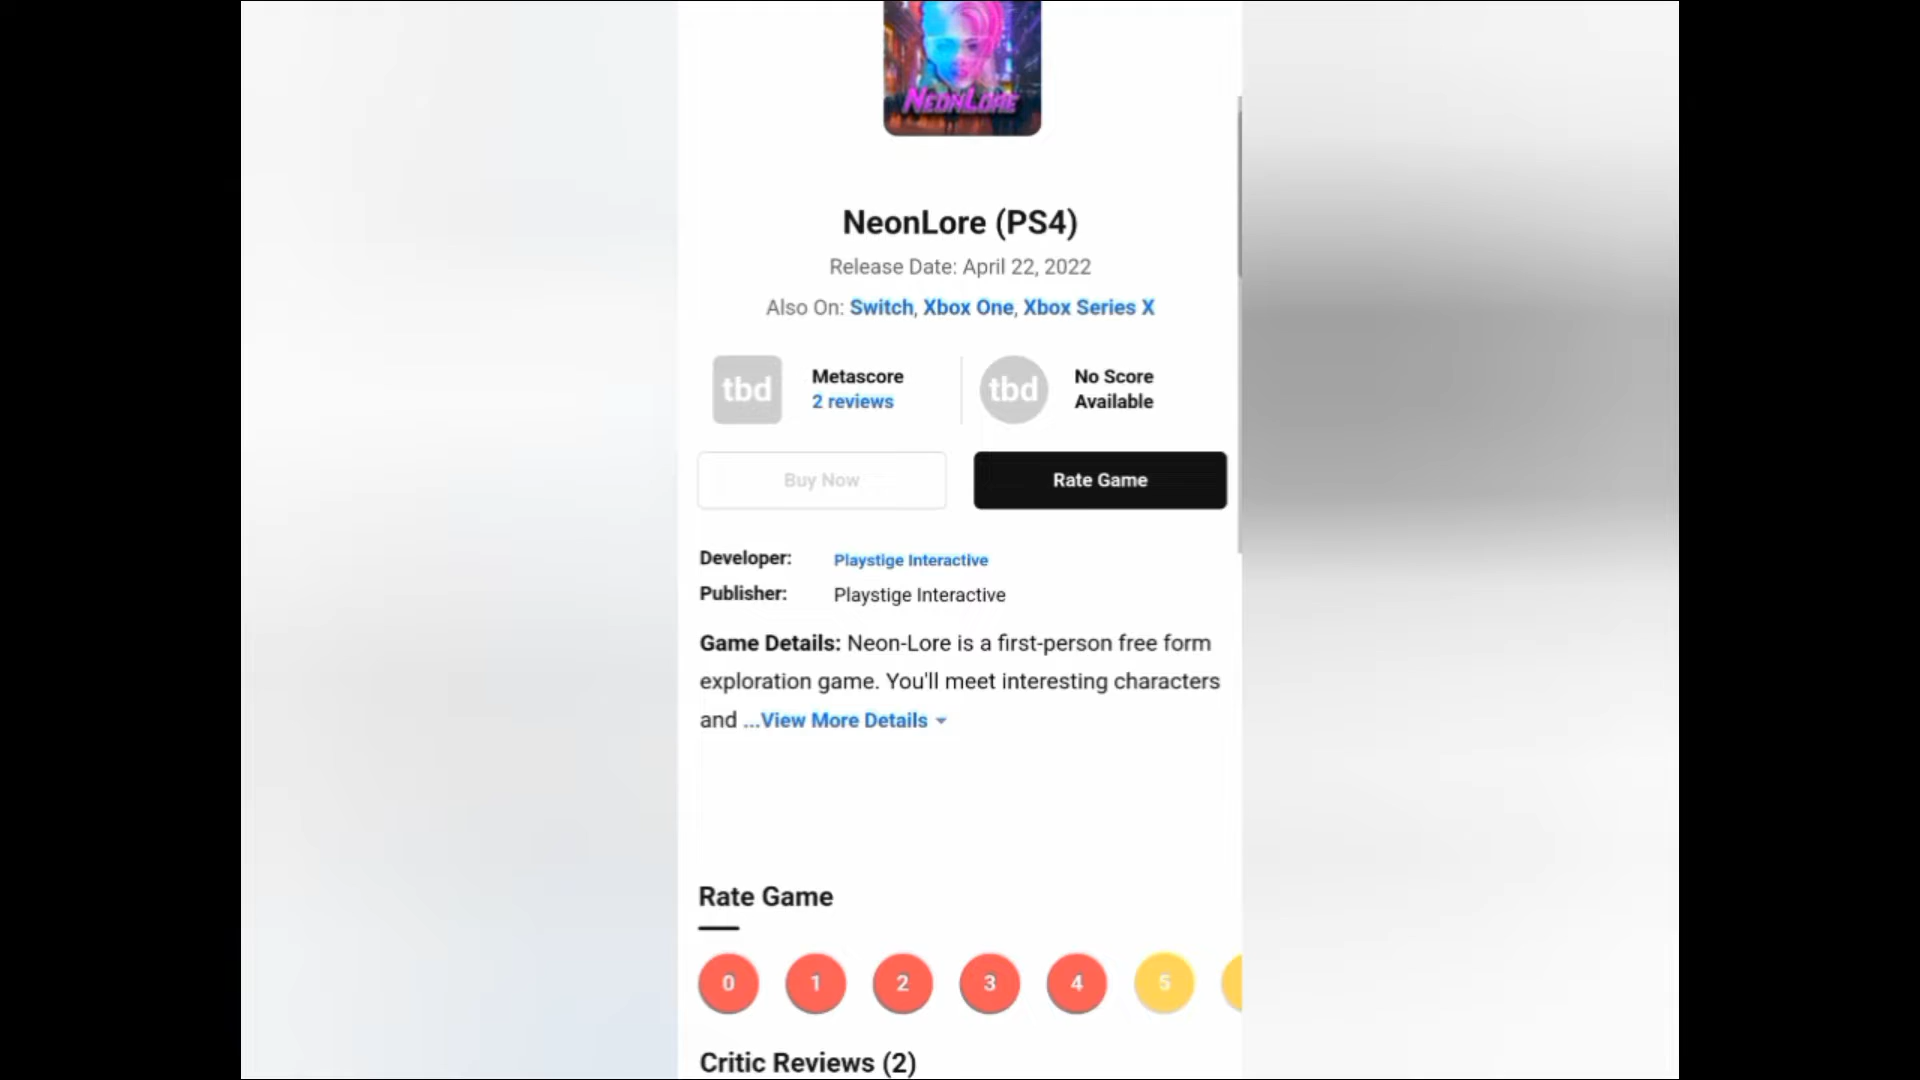 NEONLORE
NeonLore (PS4)
Release Date: April 22, 2022
Also On: Switch, Xbox One, Xbox Series X
tbd Metascore 2 reviews
tbd No Score Available
Buy Now
Rate Game
Developer: Playstige Interactive
Publisher: Playstige Interactive
Game Details: Neon-Lore is a first-person free form
exploration game. You'll meet interesting characters
and ...View More Details
Rate Game
0 1 2 3 4 5
Critic Reviews (2)